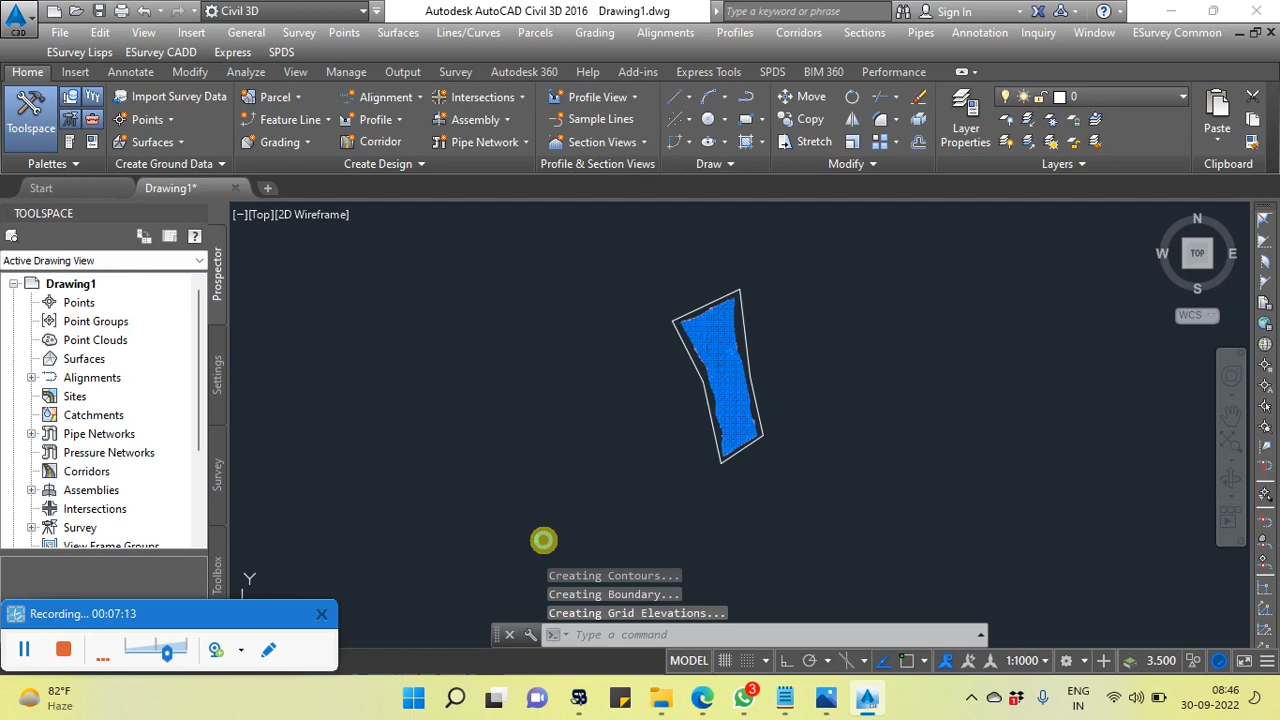 C3D Civil 3D Autodesk AutoCAD Civil 3D 2016 Drawing1.dwg Type a keyword or phrase Sign In
File Edit View Insert General Survey Points Surfaces Lines/Curves Parcels Grading Alignments Profiles Corridors Sections Pipes Annotation Inquiry Window ESurvey Common
ESurvey Lisps ESurvey CADD Express SPDS
Home Insert Annotate Modify Analyze View Manage Output Survey Autodesk 360 Help Add-ins Express Tools SPDS BIM 360 Performance
Import Survey Data Parcel Alignment Intersections Profile View Move 0
Toolspace Points Feature Line Profile Assembly Sample Lines Copy Layer Properties Paste
Surfaces Grading Corridor Pipe Network Section Views Stretch
Palettes Create Ground Data Create Design Profile & Section Views Draw Modify Layers Clipboard
Start Drawing1*
TOOLSPACE
[−][Top][2D Wireframe]
Active Drawing View
Drawing1
Points
Point Groups
Point Clouds
Surfaces
Alignments
Sites
Catchments
Pipe Networks
Pressure Networks
Corridors
Assemblies
Intersections
Survey
View Frame Groups
Prospector
Settings
Survey
Toolbox
N
W TOP E
S
WCS
Y
Creating Contours...
Creating Boundary...
Creating Grid Elevations...
Type a command
Recording... 00:07:13
MODEL 1:1000 3.500
82°F
Haze
3
ENG
IN
08:46
30-09-2022